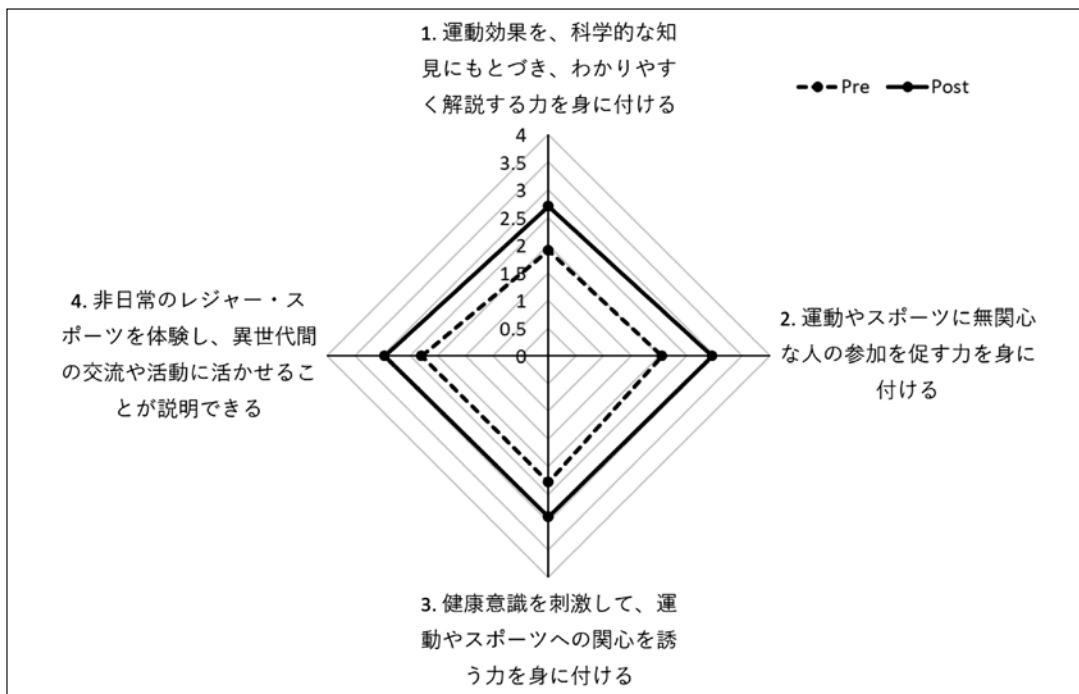 1. 運動効果を、科学的な知
見にもとづき、わかりやす
く解説する力を身に付ける
Pre
Post
4
3.5
3
2.5
2
1.5
1
0.5
0
4. 非日常のレジャー・ス
ポーツを体験し、異世代間
の交流や活動に活かせるこ
とが説明できる
2. 運動やスポーツに無関心
な人の参加を促す力を身に
付ける
3. 健康意識を刺激して、運
動やスポーツへの関心を誘
う力を身に付ける